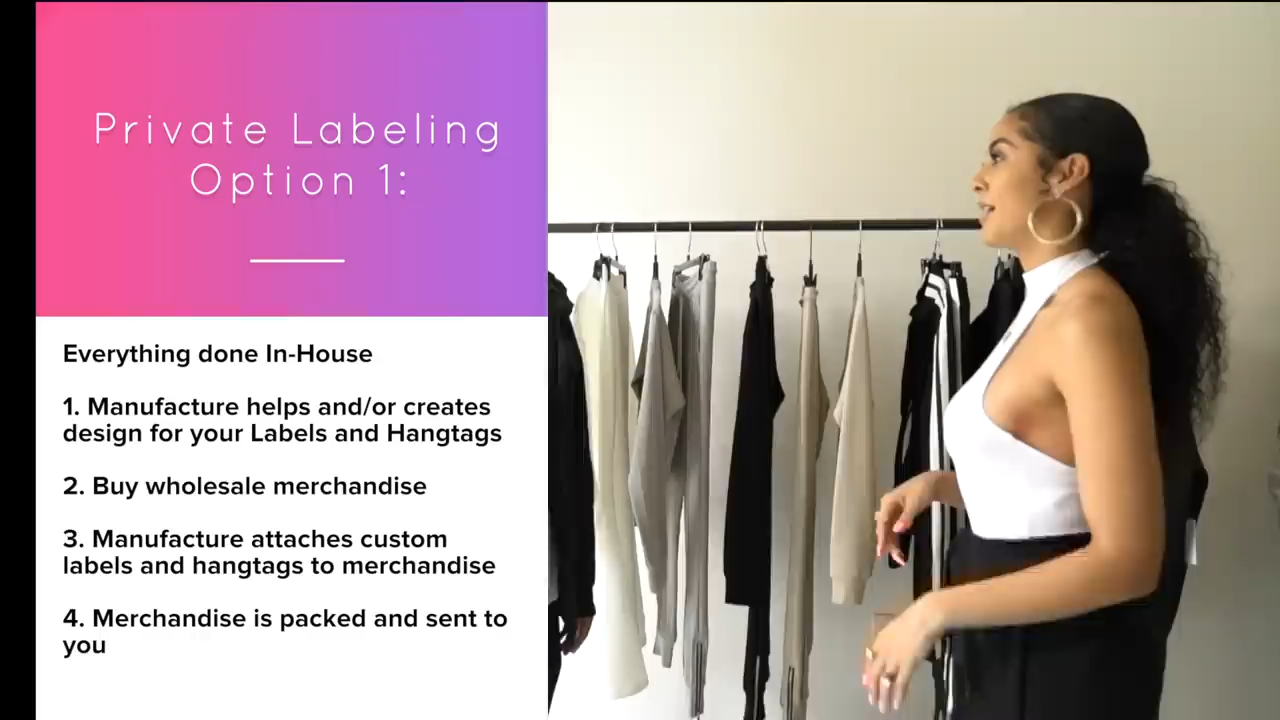 Private Labeling
Option 1:
Everything done In-House
1. Manufacture helps and/or creates
design for your Labels and Hangtags
2. Buy wholesale merchandise
3. Manufacture attaches custom
labels and hangtags to merchandise
4. Merchandise is packed and sent to
you